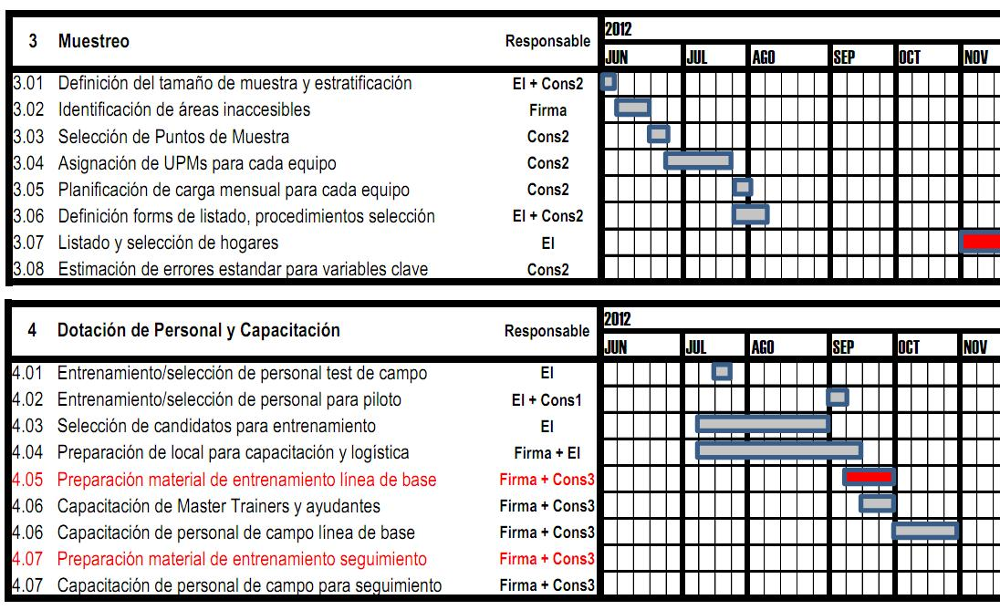 3 Muestreo Responsable 2012
JUN JUL AGO SEP OCT NOV
3.01 Definición del tamaño de muestra y estratificación EI + Cons2
3.02 Identificación de áreas inaccesibles Firma
3.03 Selección de Puntos de Muestra Cons2
3.04 Asignación de UPMs para cada equipo Cons2
3.05 Planificación de carga mensual para cada equipo Cons2
3.06 Definición forms de listado, procedimientos selección EI + Cons2
3.07 Listado y selección de hogares EI
3.08 Estimación de errores estandar para variables clave Cons2
4 Dotación de Personal y Capacitación Responsable 2012
JUN JUL AGO SEP OCT NOV
4.01 Entrenamiento/selección de personal test de campo EI
4.02 Entrenamiento/selección de personal para piloto EI + Cons1
4.03 Selección de candidatos para entrenamiento EI
4.04 Preparación de local para capacitación y logística Firma + EI
4.05 Preparación material de entrenamiento línea de base Firma + Cons3
4.06 Capacitación de Master Trainers y ayudantes Firma + Cons3
4.06 Capacitación de personal de campo línea de base Firma + Cons3
4.07 Preparación material de entrenamiento seguimiento Firma + Cons3
4.07 Capacitación de personal de campo para seguimiento Firma + Cons3